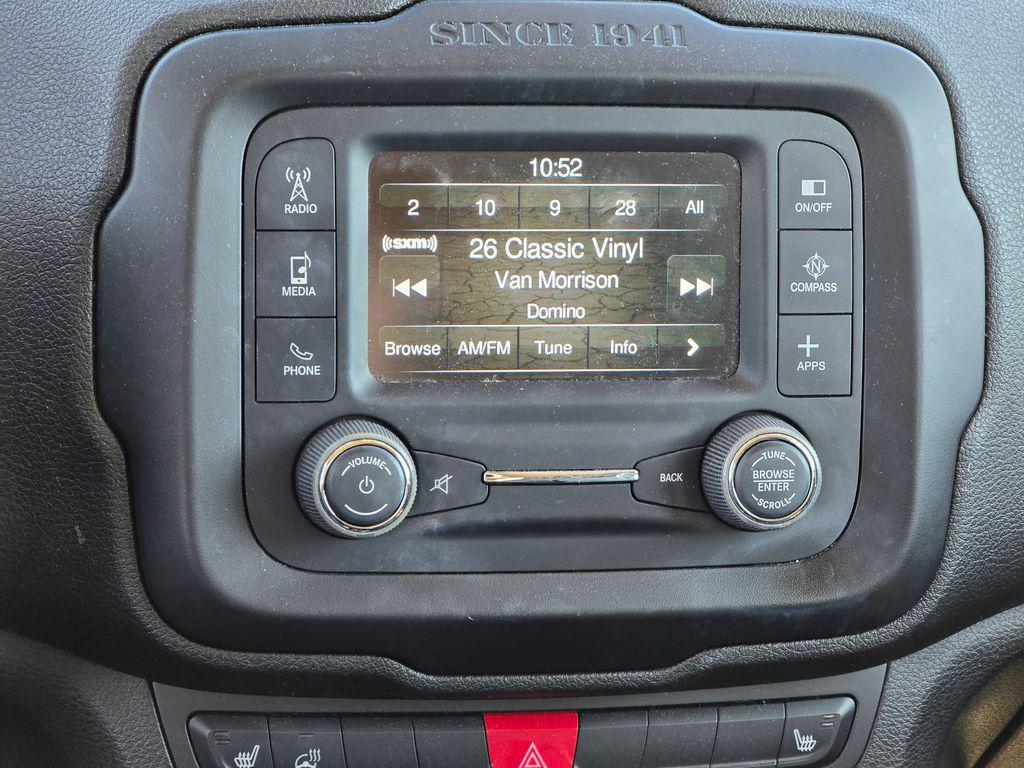 SINCE 1941
10:52
2 10 9 28 All
((sxm))
26 Classic Vinyl
Van Morrison
Domino
Browse AM/FM Tune Info
RADIO
MEDIA
PHONE
ON/OFF
N
COMPASS
APPS
VOLUME
BACK
TUNE
BROWSE
ENTER
SCROLL